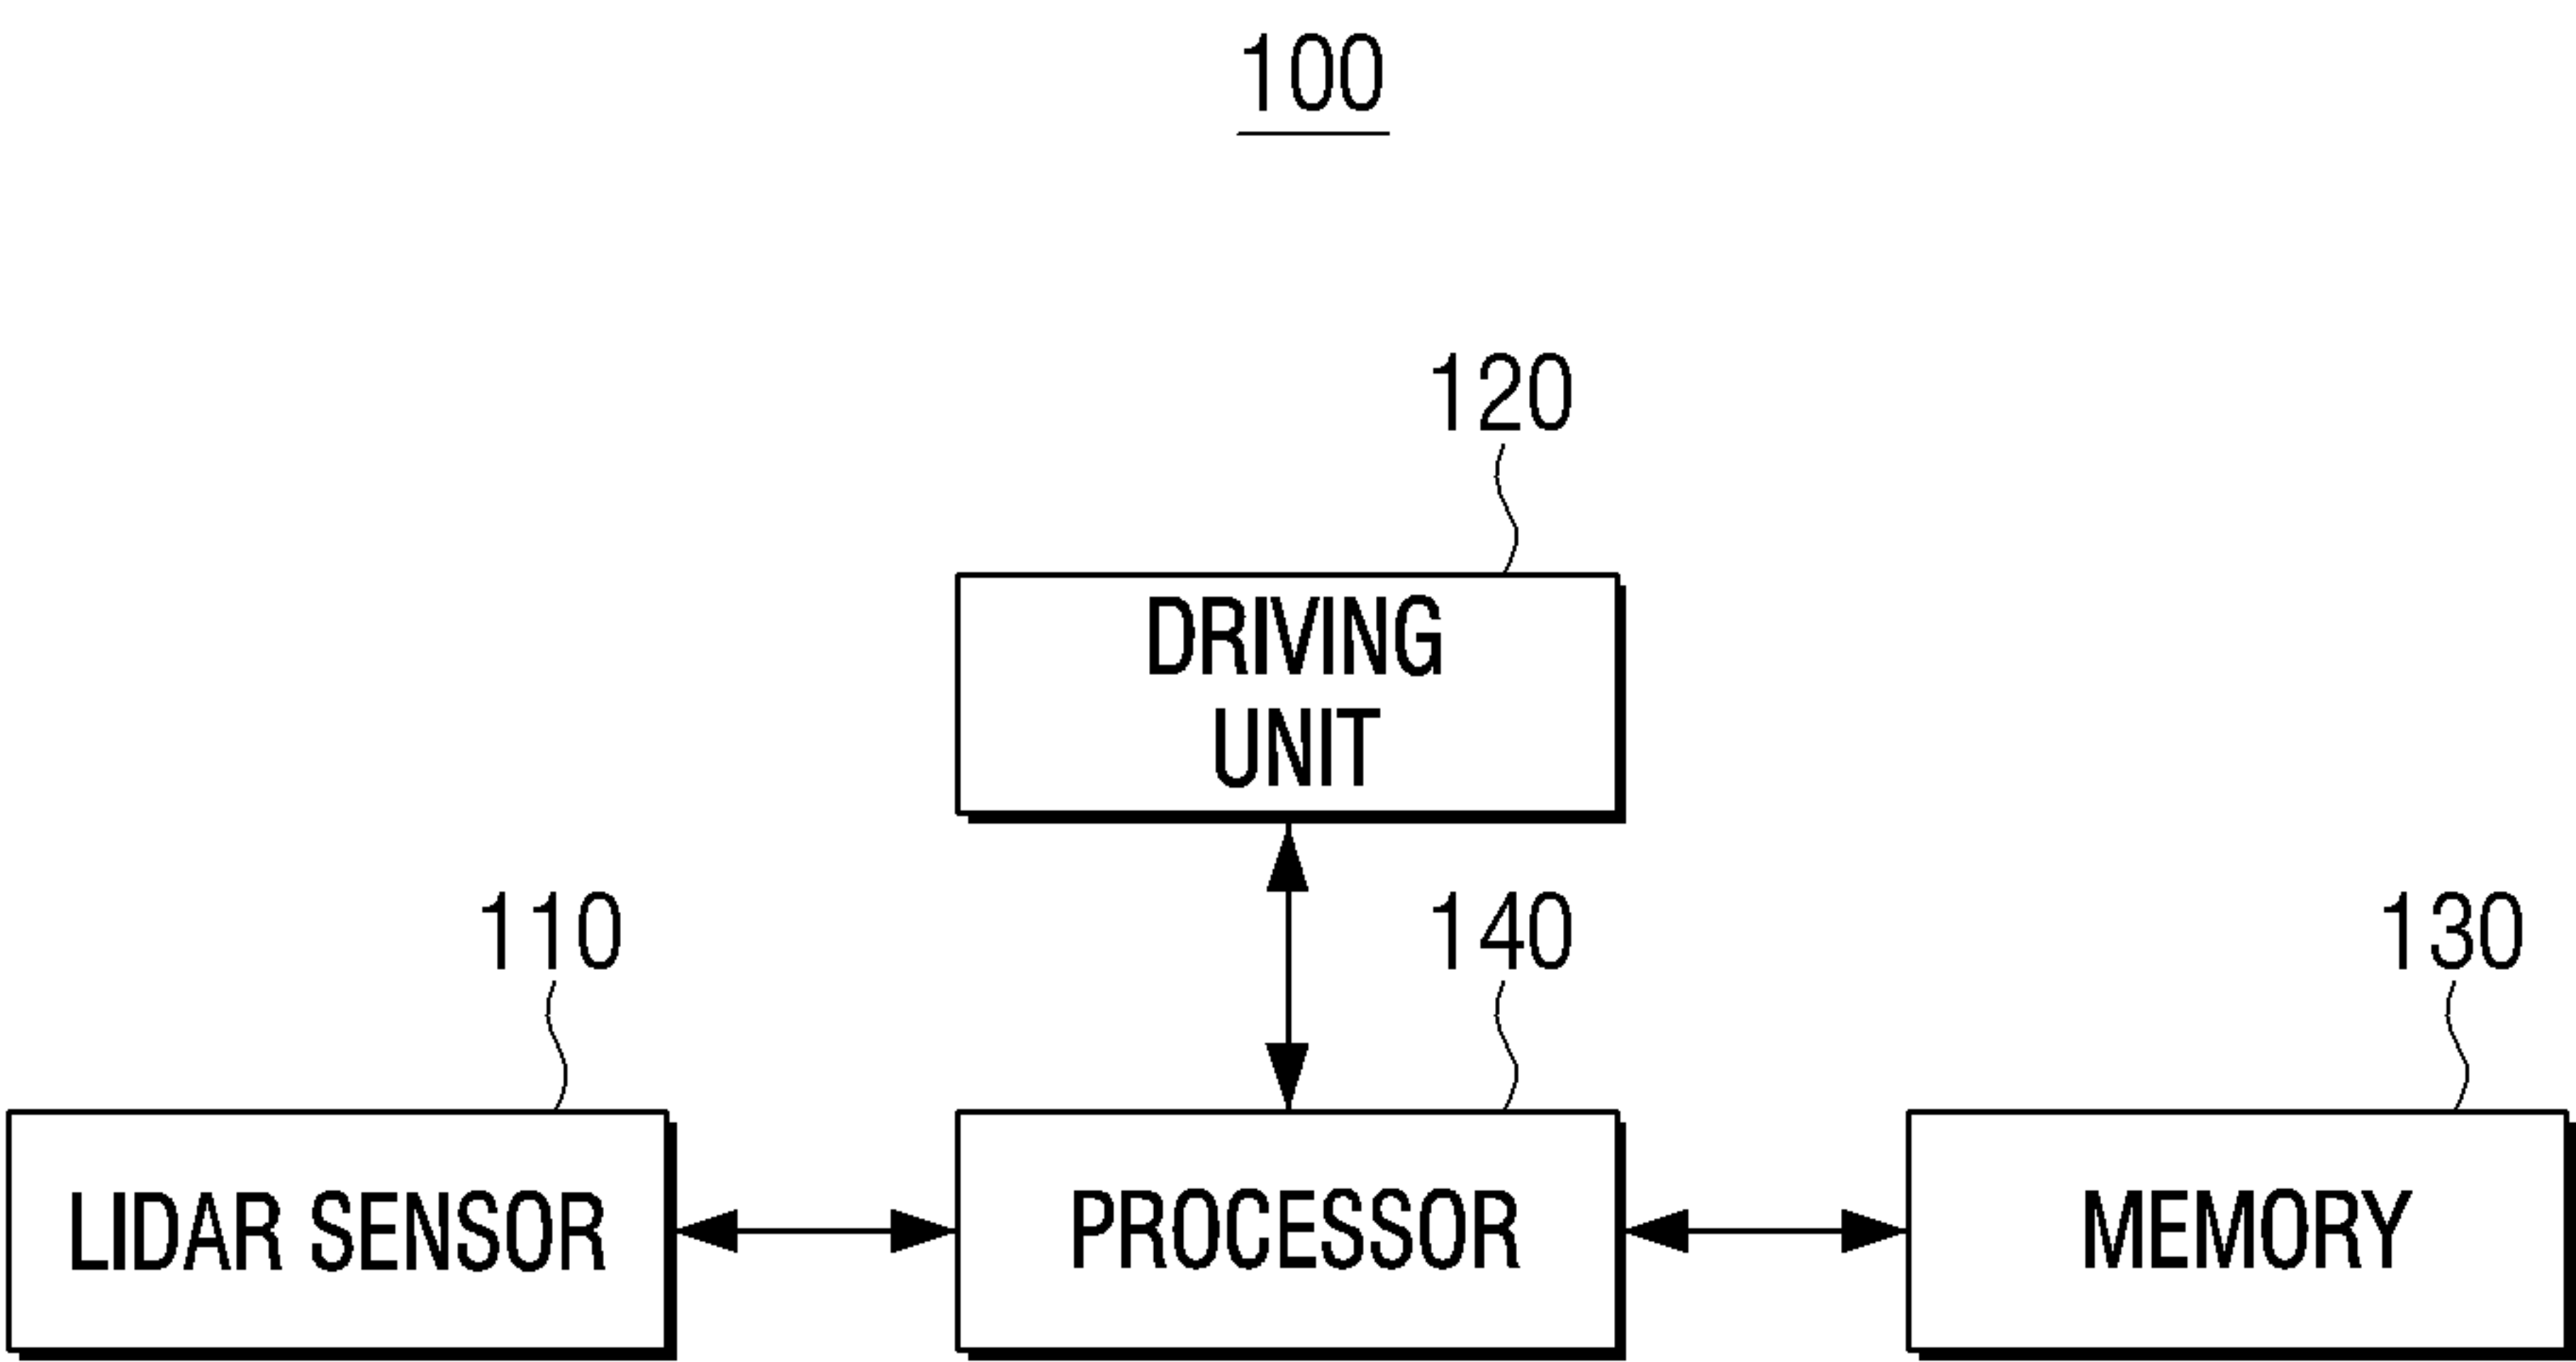 100
120
DRIVING
UNIT
110
140
130
LIDAR SENSOR
PROCESSOR
MEMORY